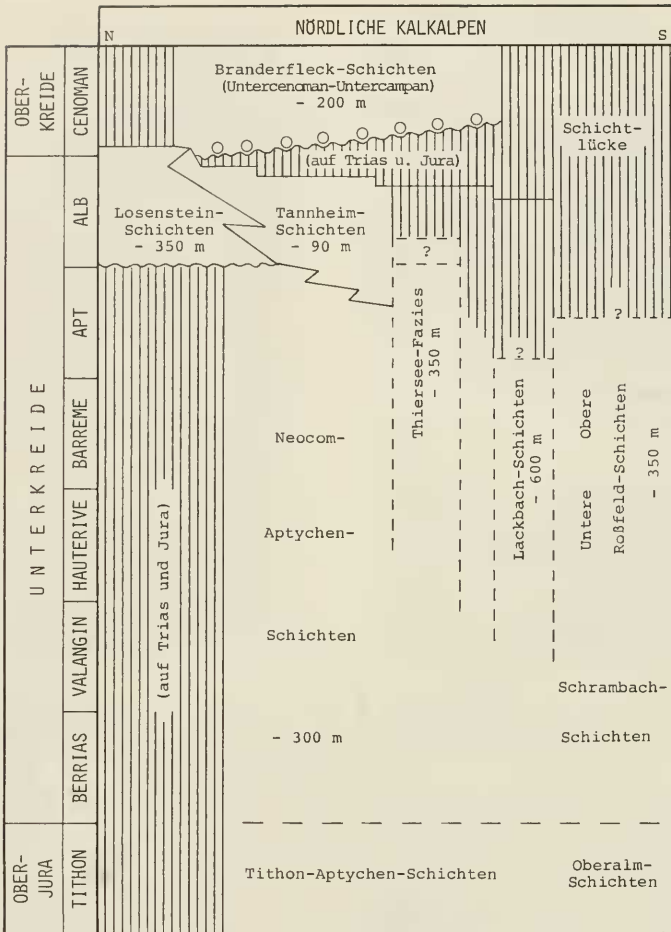 NÖRDLICHE KALKALPEN
N
S
OBER-
KREIDE
CENOMAN
Branderfleck-Schichten
(Untercenoman-Untercampan)
- 200 m
(auf Trias u. Jura)
Schicht-
lücke
UNTERKREIDE
ALB
Losenstein-
Schichten
- 350 m
Tannheim-
Schichten
- 90 m
?
?
?
APT
Thiersee-Fazies
- 350 m
BARREME
Neocom-
Lackbach-Schichten
- 600 m
Untere Obere
Roßfeld-Schichten
- 350 m
HAUTERIVE
(auf Trias und Jura)
Aptychen-
VALANGIN
Schichten
Schrambach-
BERRIAS
- 300 m
Schichten
OBER-
JURA
TITHON
Tithon-Aptychen-Schichten
Oberalm-
Schichten